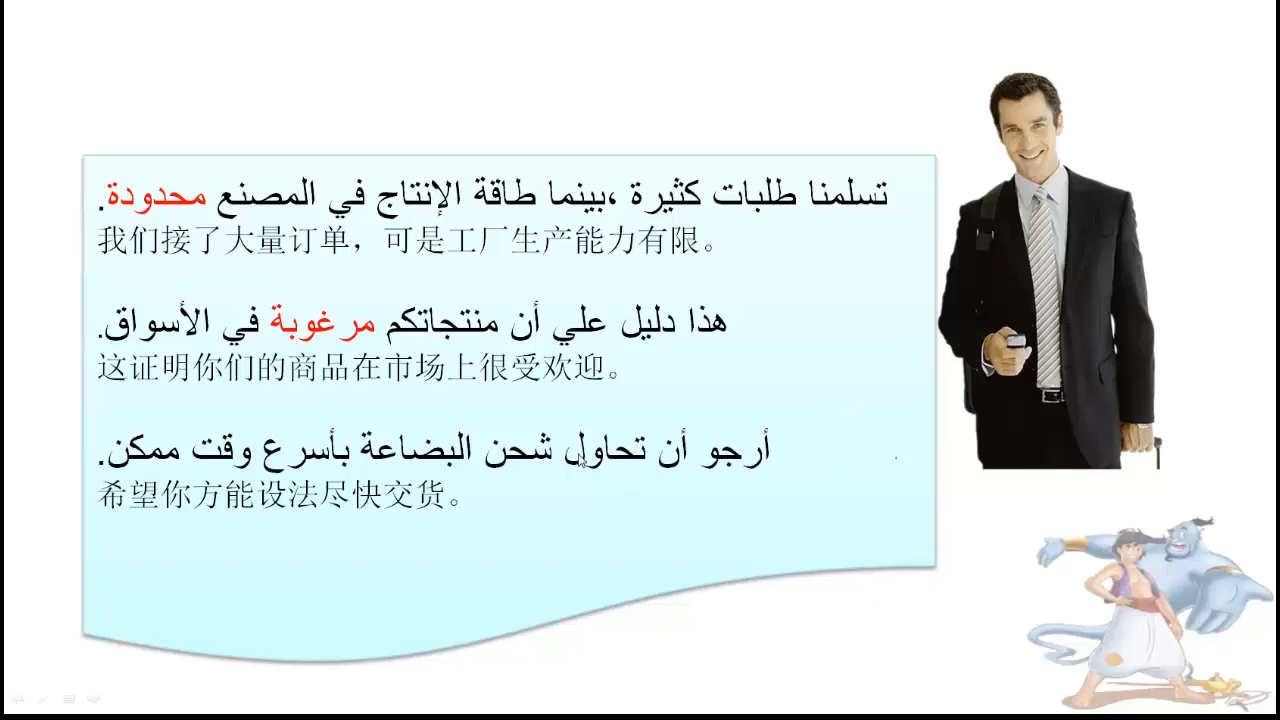 تسلمنا طلبات كثيرة ،بينما طاقة الإنتاج في المصنع محدودة.
我们接了大量订单，可是工厂生产能力有限。
هذا دليل علي أن منتجاتكم مرغوبة في الأسواق.
这证明你们的商品在市场上很受欢迎。
أرجو أن تحاول شحن البضاعة بأسرع وقت ممكن.
希望你方能设法尽快交货。